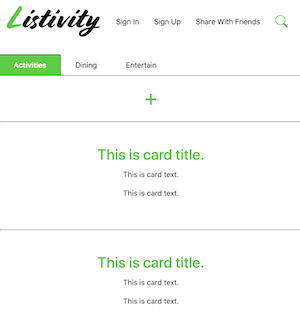 Listivity
Sign In Sign Up Share With Friends
Activities Dining Entertain
+
This is card title.
This is card text.
This is card text.
This is card title.
This is card text.
This is card text.